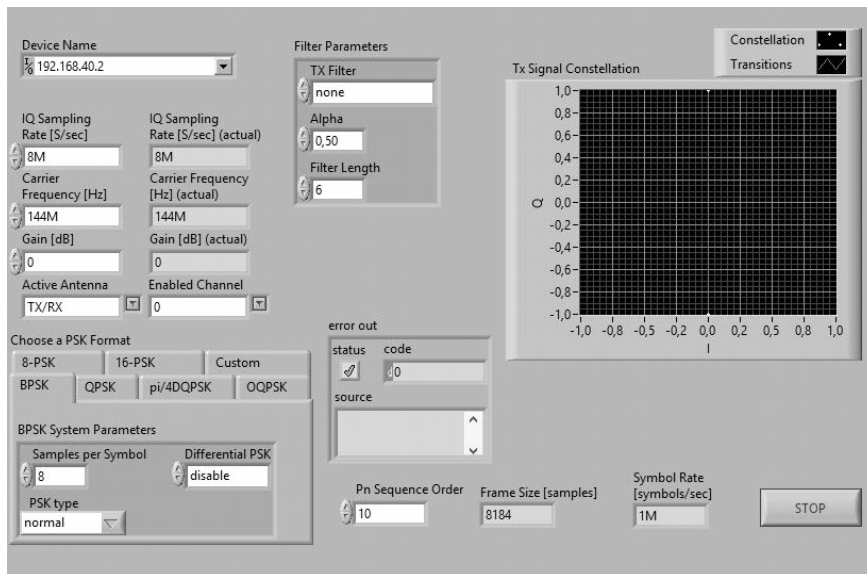 Device Name
192.168.40.2
IQ Sampling
Rate [S/sec]
8M
IQ Sampling
Rate [S/sec] (actual)
8M
Carrier
Frequency [Hz]
144M
Carrier Frequency
[Hz] (actual)
144M
Gain [dB]
0
Gain [dB] (actual)
0
Active Antenna
TX/RX
Enabled Channel
0
Filter Parameters
TX Filter
none
Alpha
0,50
Filter Length
6
Constellation
Transitions
Tx Signal Constellation
1,0
0,8
0,6
0,4
0,2
0,0
-0,2
-0,4
-0,6
-0,8
-1,0
Q
-1,0 -0,8 -0,5 -0,2 0,0 0,2 0,5 0,8 1,0
I
Choose a PSK Format
8-PSK 16-PSK Custom
BPSK QPSK pi/4DQPSK OQPSK
BPSK System Parameters
Samples per Symbol
8
Differential PSK
disable
PSK type
normal
error out
status code
d0
source
Pn Sequence Order
10
Frame Size [samples]
8184
Symbol Rate
[symbols/sec]
1M
STOP